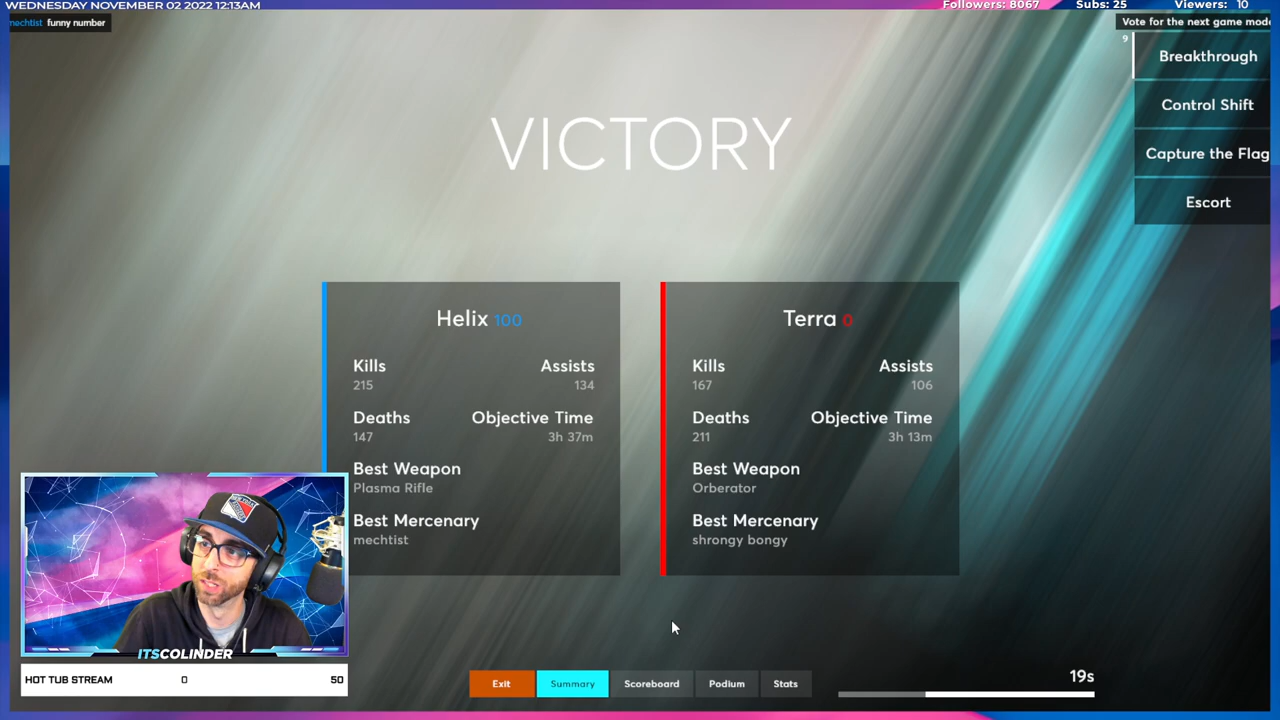 WEDNESDAY NOVEMBER 02 2022 12:13AM
Followers: 8067
Subs: 25
Viewers: 10
mechtist funny number
Vote for the next game mode
9
Breakthrough
Control Shift
Capture the Flag
Escort
VICTORY
Helix 100
Kills
Assists
215
134
Deaths
Objective Time
147
3h 37m
Best Weapon
Plasma Rifle
Best Mercenary
mechtist
Terra 0
Kills
Assists
167
106
Deaths
Objective Time
211
3h 13m
Best Weapon
Orberator
Best Mercenary
shrongy bongy
ITSCOLINDER
HOT TUB STREAM
0
50
Exit
Summary
Scoreboard
Podium
Stats
19s